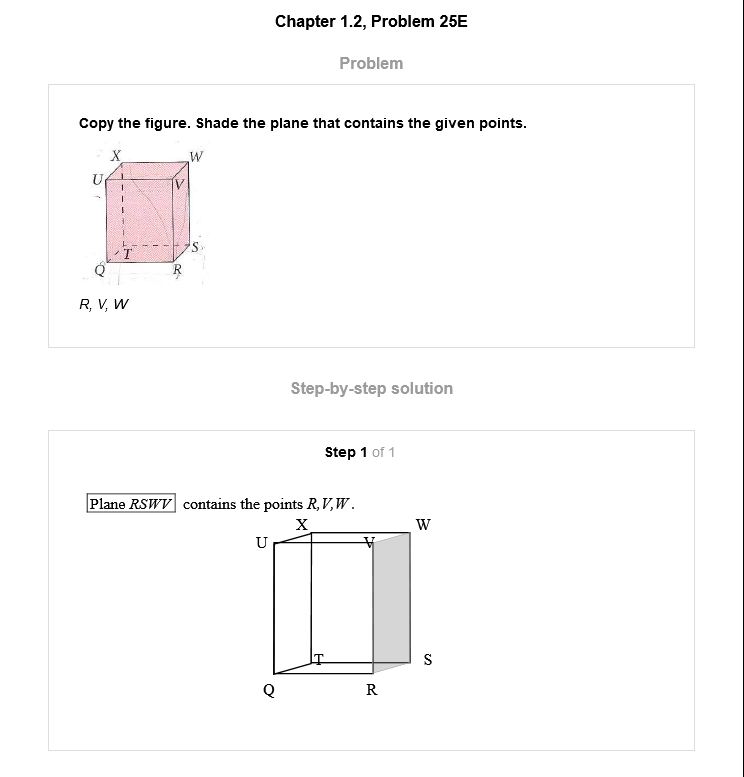 Chapter 1.2, Problem 25E
Problem
Copy the figure. Shade the plane that contains the given points.
X W
U V
T S
Q R
R, V, W
Step-by-step solution
Step 1 of 1
Plane RSWV contains the points R,V,W.
X W
U V
T S
Q R